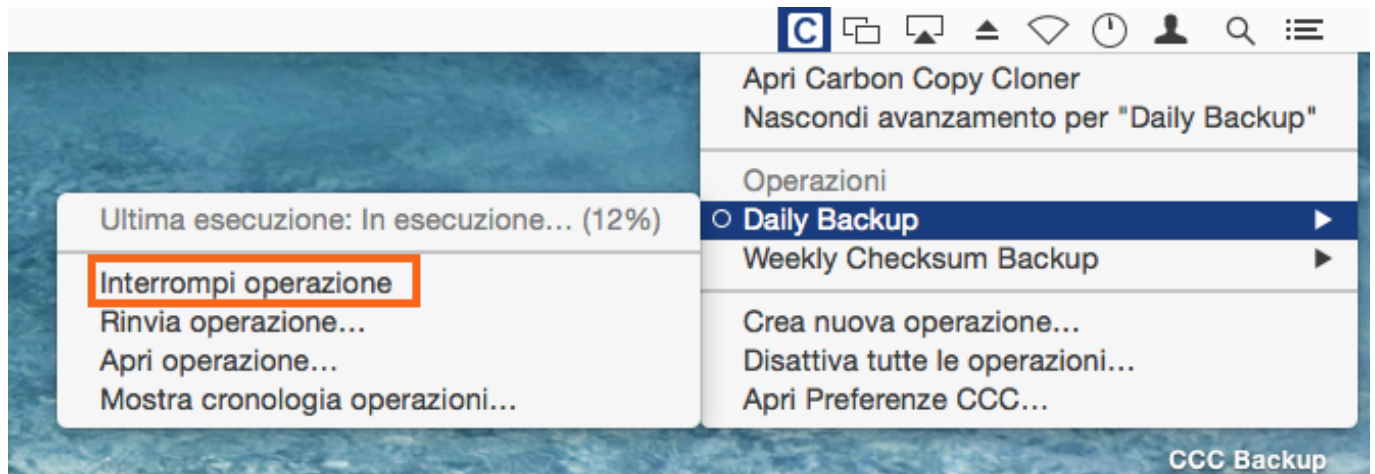 C
Apri Carbon Copy Cloner
Nascondi avanzamento per "Daily Backup"
Operazioni
Daily Backup
Weekly Checksum Backup
Crea nuova operazione...
Disattiva tutte le operazioni...
Apri Preferenze CCC...
Ultima esecuzione: In esecuzione... (12%)
Interrompi operazione
Rinvia operazione...
Apri operazione...
Mostra cronologia operazioni...
CCC Backup